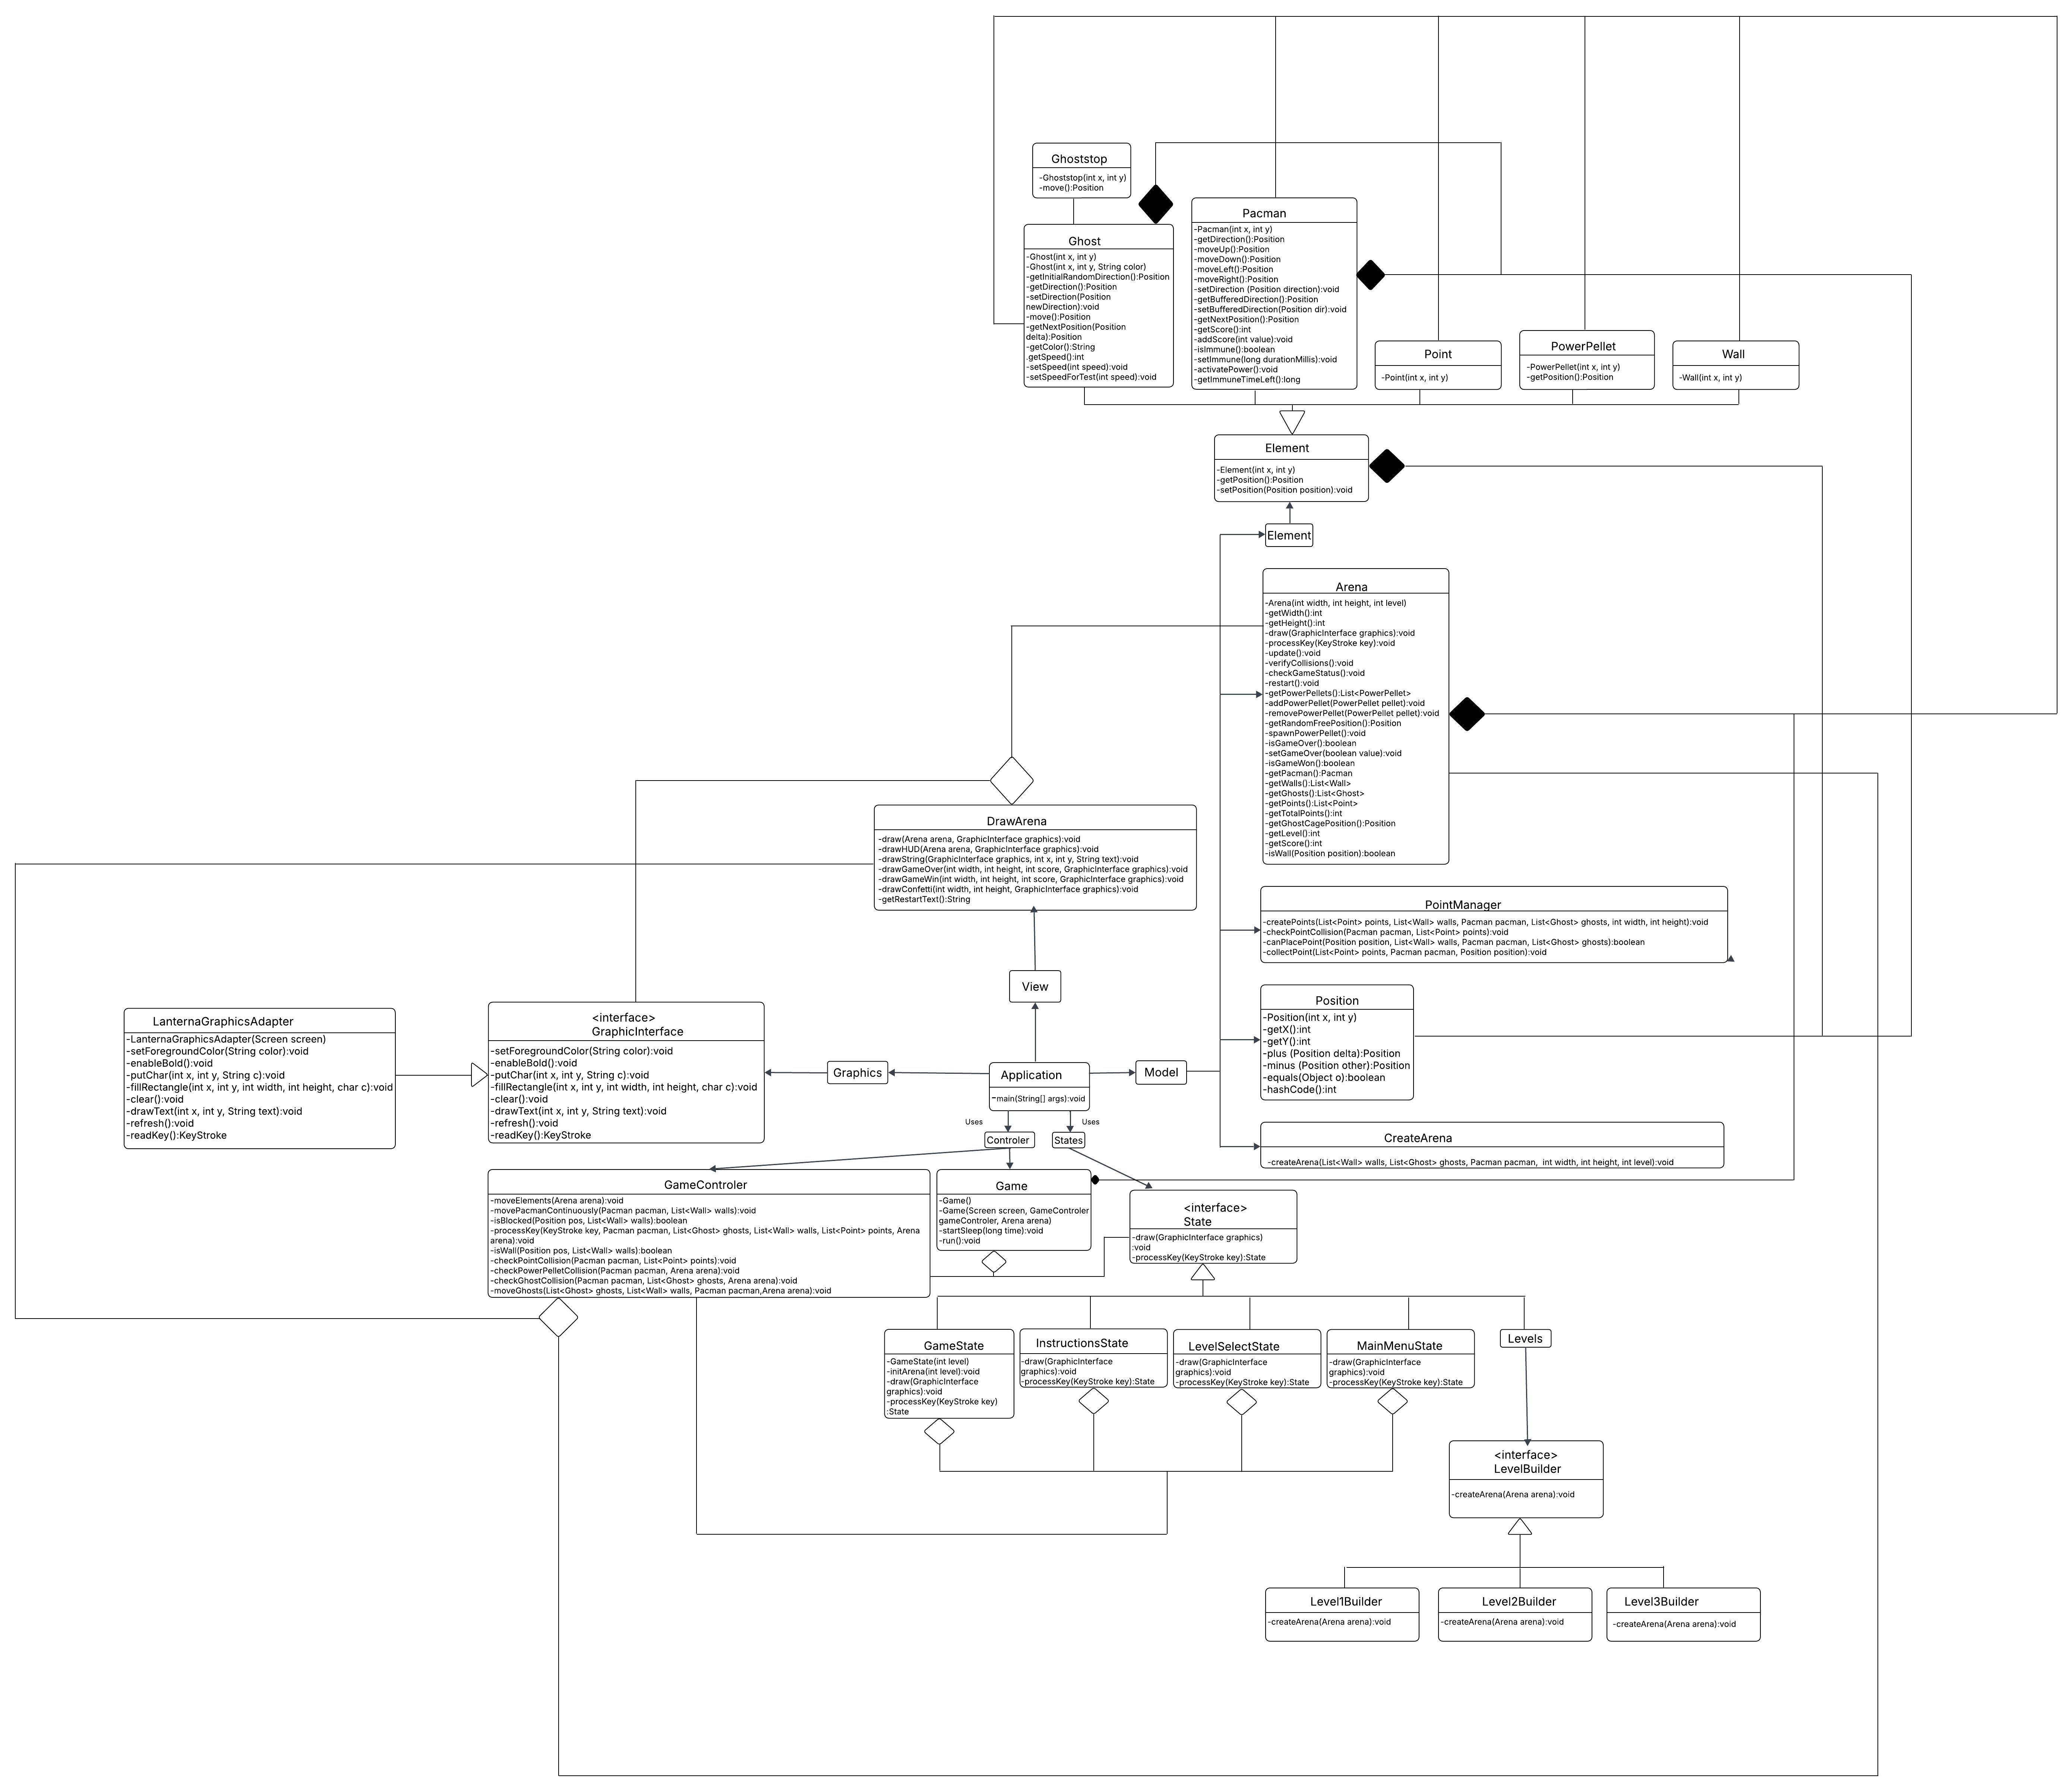 Ghoststop
-Ghoststop(int x, int y)
-move():Position
Ghost
-Ghost(int x, int y)
-Ghost(int x, int y, String color)
-getInitialRandomDirection():Position
-getDirection():Position
-setDirection(Position
newDirection):void
-move():Position
-getNextPosition(Position
delta):Position
-getColor():String
.getSpeed():int
-setSpeed(int speed):void
-setSpeedForTest(int speed):void
Pacman
-Pacman(int x, int y)
-getDirection():Position
-moveUp():Position
-moveDown():Position
-moveLeft():Position
-moveRight():Position
-setDirection (Position direction):void
-getBufferedDirection():Position
-setBufferedDirection(Position dir):void
-getNextPosition():Position
-getScore():int
-addScore(int value):void
-isImmune():boolean
-setImmune(long durationMillis):void
-activatePower():void
-getImmuneTimeLeft():long
Point
-Point(int x, int y)
PowerPellet
-PowerPellet(int x, int y)
-getPosition():Position
Wall
-Wall(int x, int y)
Element
-Element(int x, int y)
-getPosition():Position
-setPosition(Position position):void
Element
Arena
-Arena(int width, int height, int level)
-getWidth():int
-getHeight():int
-draw(GraphicInterface graphics):void
-processKey(KeyStroke key):void
-update():void
-verifyCollisions():void
-checkGameStatus():void
-restart():void
-getPowerPellets():List<PowerPellet>
-addPowerPellet(PowerPellet pellet):void
-removePowerPellet(PowerPellet pellet):void
-getRandomFreePosition():Position
-spawnPowerPellet():void
-isGameOver():boolean
-setGameOver(boolean value):void
-isGameWon():boolean
-getPacman():Pacman
-getWalls():List<Wall>
-getGhosts():List<Ghost>
-getPoints():List<Point>
-getTotalPoints():int
-getGhostCagePosition():Position
-getLevel():int
-getScore():int
-isWall(Position position):boolean
DrawArena
-draw(Arena arena, GraphicInterface graphics):void
-drawHUD(Arena arena, GraphicInterface graphics):void
-drawString(GraphicInterface graphics, int x, int y, String text):void
-drawGameOver(int width, int height, int score, GraphicInterface graphics):void
-drawGameWin(int width, int height, int score, GraphicInterface graphics):void
-drawConfetti(int width, int height, GraphicInterface graphics):void
-getRestartText():String
PointManager
-createPoints(List<Point> points, List<Wall> walls, Pacman pacman, List<Ghost> ghosts, int width, int height):void
-checkPointCollision(Pacman pacman, List<Point> points):void
-canPlacePoint(Position position, List<Wall> walls, Pacman pacman, List<Ghost> ghosts):boolean
-collectPoint(List<Point> points, Pacman pacman, Position position):void
View
Position
-Position(int x, int y)
-getX():int
-getY():int
-plus (Position delta):Position
-minus (Position other):Position
-equals(Object o):boolean
-hashCode():int
LanternaGraphicsAdapter
-LanternaGraphicsAdapter(Screen screen)
-setForegroundColor(String color):void
-enableBold():void
-putChar(int x, int y, String c):void
-fillRectangle(int x, int y, int width, int height, char c):void
-clear():void
-drawText(int x, int y, String text):void
-refresh():void
-readKey():KeyStroke
<interface>
GraphicInterface
-setForegroundColor(String color):void
-enableBold():void
-putChar(int x, int y, String c):void
-fillRectangle(int x, int y, int width, int height, char c):void
-clear():void
-drawText(int x, int y, String text):void
-refresh():void
-readKey():KeyStroke
Graphics
Application
-main(String[] args):void
Model
Uses
Uses
Controler
States
CreateArena
-createArena(List<Wall> walls, List<Ghost> ghosts, Pacman pacman, int width, int height, int level):void
GameControler
-moveElements(Arena arena):void
-movePacmanContinuously(Pacman pacman, List<Wall> walls):void
-isBlocked(Position pos, List<Wall> walls):boolean
-processKey(KeyStroke key, Pacman pacman, List<Ghost> ghosts, List<Wall> walls, List<Point> points, Arena
arena):void
-isWall(Position pos, List<Wall> walls):boolean
-checkPointCollision(Pacman pacman, List<Point> points):void
-checkPowerPelletCollision(Pacman pacman, Arena arena):void
-checkGhostCollision(Pacman pacman, List<Ghost> ghosts, Arena arena):void
-moveGhosts(List<Ghost> ghosts, List<Wall> walls, Pacman pacman,Arena arena):void
Game
-Game()
-Game(Screen screen, GameControler
gameControler, Arena arena)
-startSleep(long time):void
-run():void
<interface>
State
-draw(GraphicInterface graphics)
:void
-processKey(KeyStroke key):State
GameState
-GameState(int level)
-initArena(int level):void
-draw(GraphicInterface
graphics):void
-processKey(KeyStroke key)
:State
InstructionsState
-draw(GraphicInterface
graphics):void
-processKey(KeyStroke key):State
LevelSelectState
-draw(GraphicInterface
graphics):void
-processKey(KeyStroke key):State
MainMenuState
-draw(GraphicInterface
graphics):void
-processKey(KeyStroke key):State
Levels
<interface>
LevelBuilder
-createArena(Arena arena):void
Level1Builder
-createArena(Arena arena):void
Level2Builder
-createArena(Arena arena):void
Level3Builder
-createArena(Arena arena):void